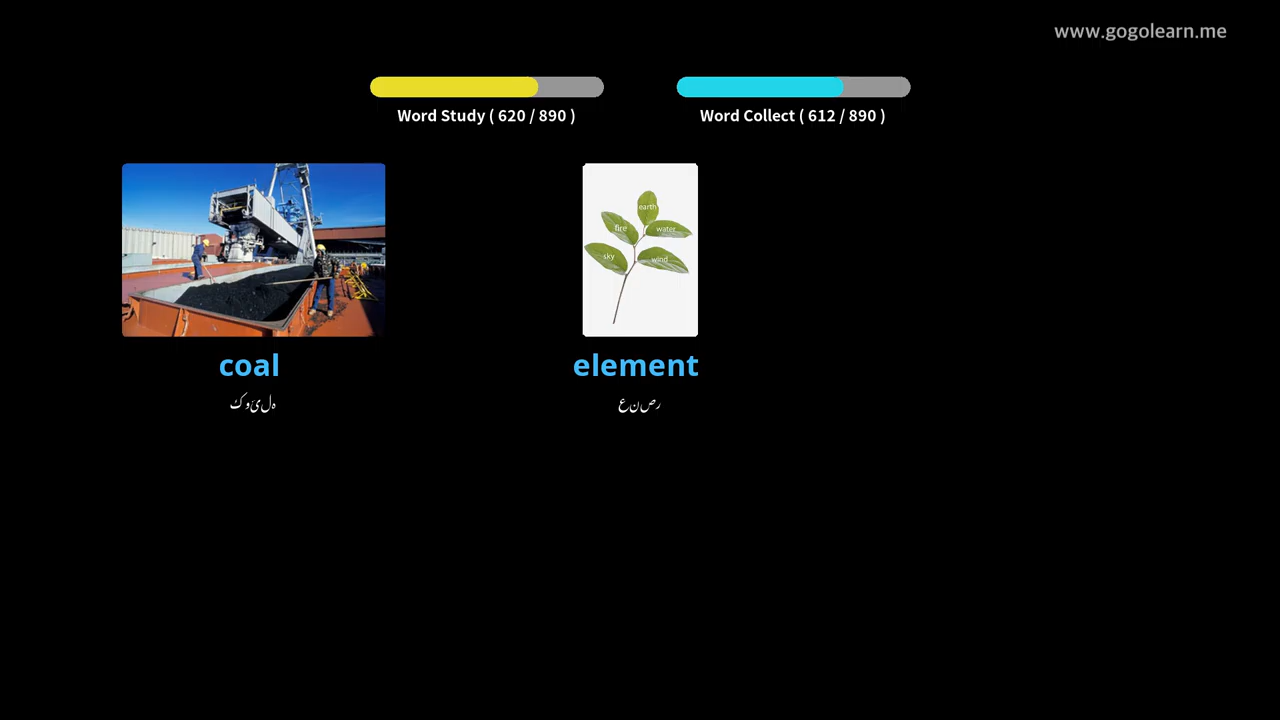 www.gogolearn.me
Word Study ( 620 / 890 )
Word Collect ( 612 / 890 )
earth
fire
water
sky
wind
coal
کوئلہ
element
عنصر